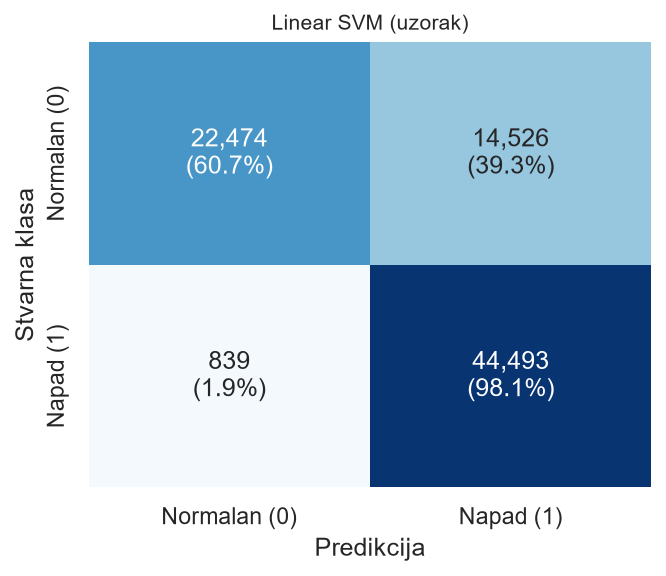 Linear SVM (uzorak)
Stvarna klasa
Normalan (0)
22,474
(60.7%)
14,526
(39.3%)
Napad (1)
839
(1.9%)
44,493
(98.1%)
Normalan (0)
Napad (1)
Predikcija